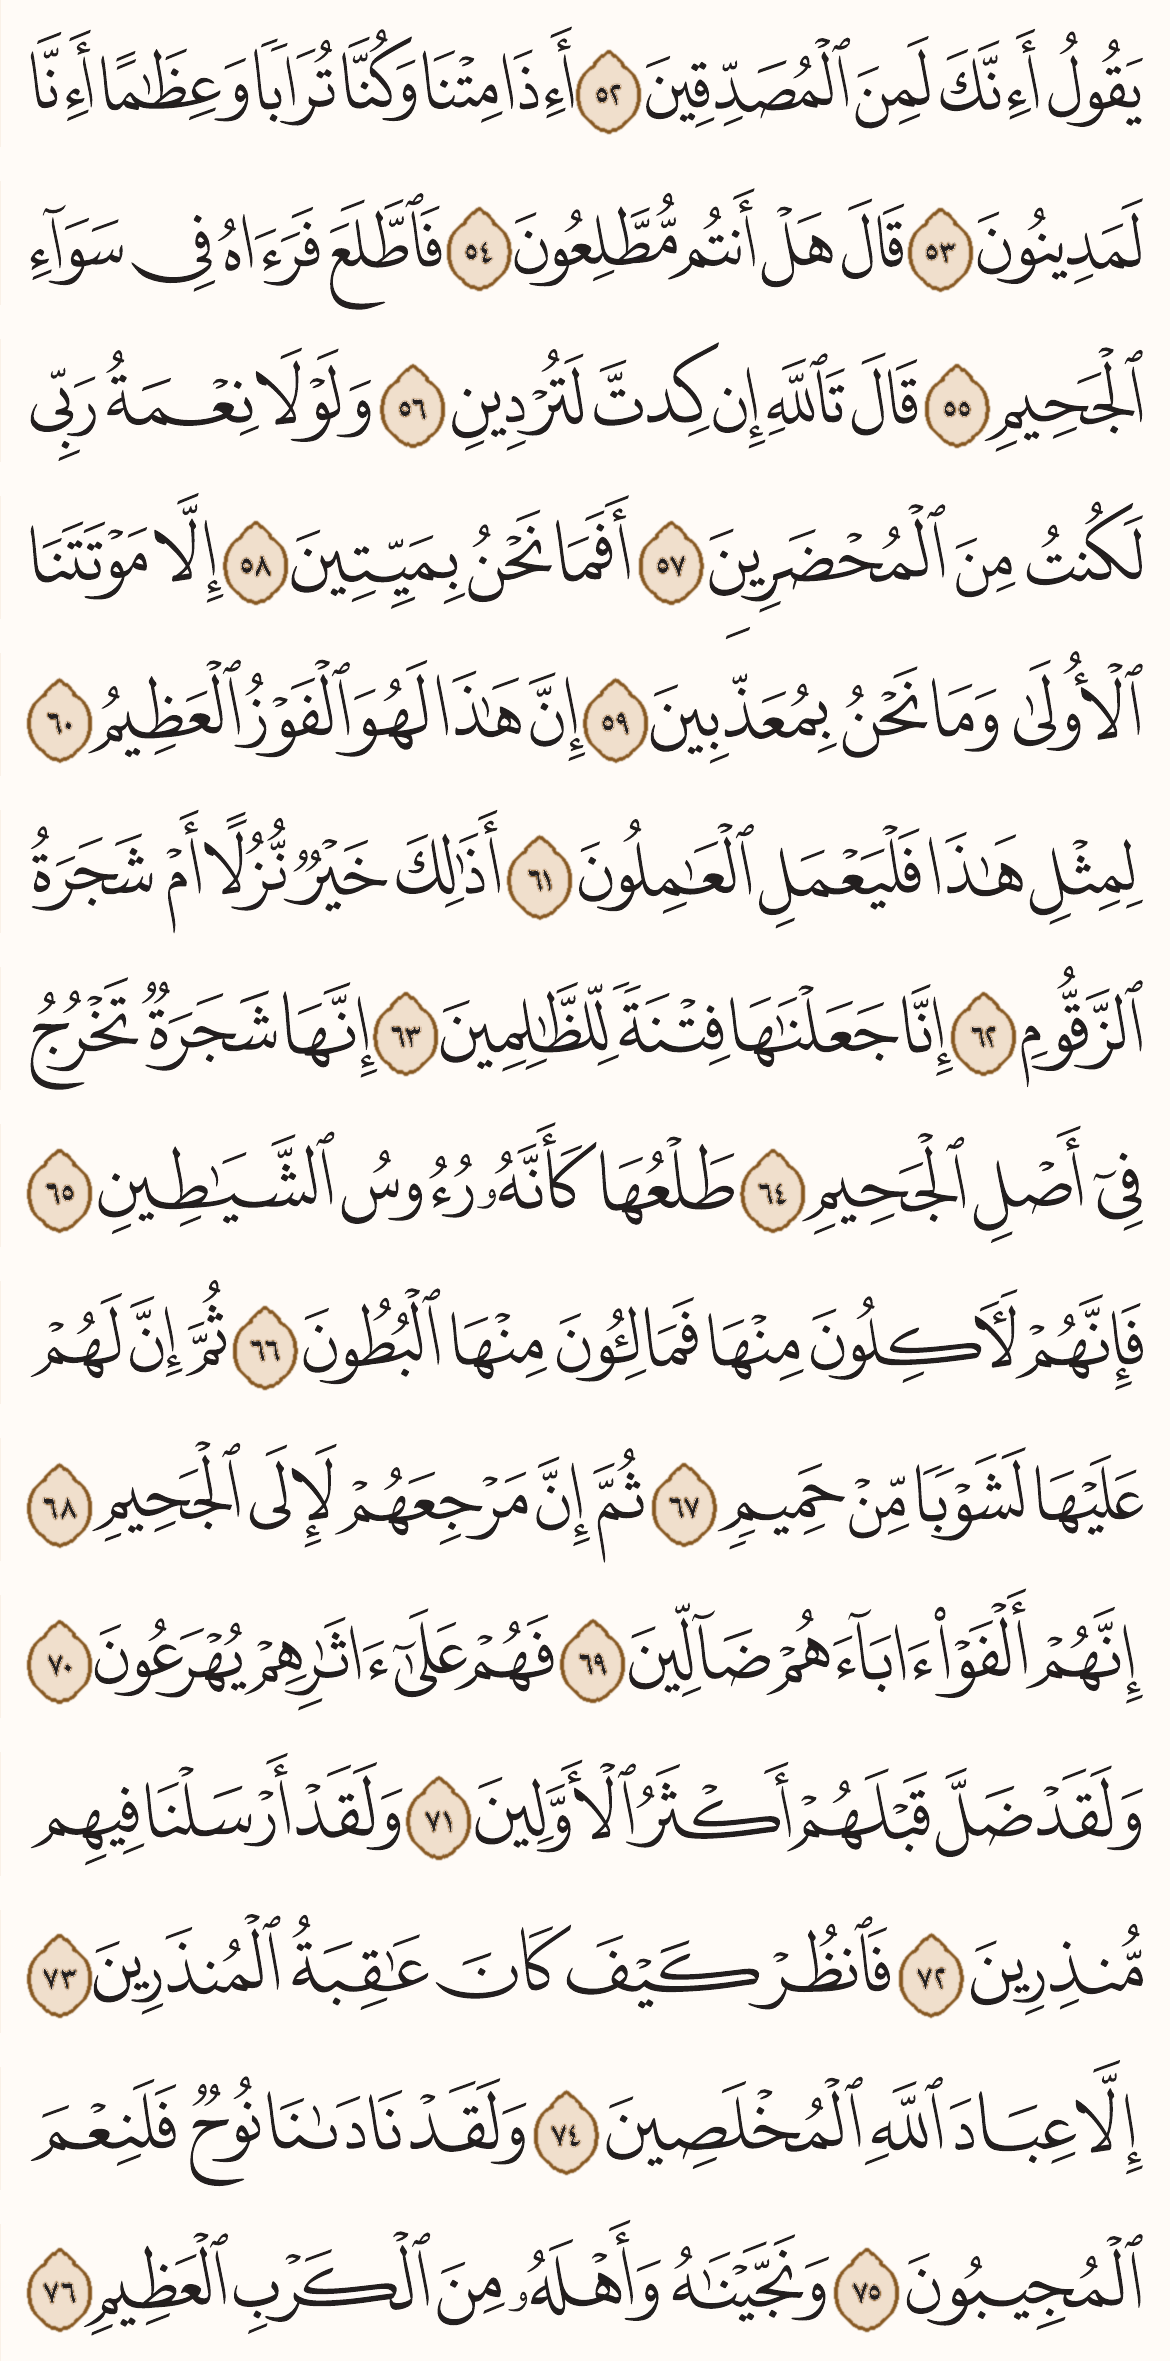 يَقُولُ أَءِنَّكَ لَمِنَ ٱلۡمُصَدِّقِينَ ٥٢ أَءِذَا مِتۡنَا وَكُنَّا تُرَابٗا وَعِظَٰمًا أَءِنَّا
لَمَدِينُونَ ٥٣ قَالَ هَلۡ أَنتُم مُّطَّلِعُونَ ٥٤ فَٱطَّلَعَ فَرَءَاهُ فِي سَوَآءِ
ٱلۡجَحِيمِ ٥٥ قَالَ تَٱللَّهِ إِن كِدتَّ لَتُرۡدِينِ ٥٦ وَلَوۡلَا نِعۡمَةُ رَبِّي
لَكُنتُ مِنَ ٱلۡمُحۡضَرِينَ ٥٧ أَفَمَا نَحۡنُ بِمَيِّتِينَ ٥٨ إِلَّا مَوۡتَتَنَا
ٱلۡأُولَىٰ وَمَا نَحۡنُ بِمُعَذَّبِينَ ٥٩ إِنَّ هَٰذَا لَهُوَ ٱلۡفَوۡزُ ٱلۡعَظِيمُ ٦٠
لِمِثۡلِ هَٰذَا فَلۡيَعۡمَلِ ٱلۡعَٰمِلُونَ ٦١ أَذَٰلِكَ خَيۡرٞ نُّزُلًا أَمۡ شَجَرَةُ
ٱلزَّقُّومِ ٦٢ إِنَّا جَعَلۡنَٰهَا فِتۡنَةٗ لِّلظَّٰلِمِينَ ٦٣ إِنَّهَا شَجَرَةٞ تَخۡرُجُ
فِيٓ أَصۡلِ ٱلۡجَحِيمِ ٦٤ طَلۡعُهَا كَأَنَّهُۥ رُءُوسُ ٱلشَّيَٰطِينِ ٦٥
فَإِنَّهُمۡ لَأٓكِلُونَ مِنۡهَا فَمَالِـُٔونَ مِنۡهَا ٱلۡبُطُونَ ٦٦ ثُمَّ إِنَّ لَهُمۡ
عَلَيۡهَا لَشَوۡبٗا مِّنۡ حَمِيمٖ ٦٧ ثُمَّ إِنَّ مَرۡجِعَهُمۡ لَإِلَى ٱلۡجَحِيمِ ٦٨
إِنَّهُمۡ أَلۡفَوۡاْ ءَابَآءَهُمۡ ضَآلِّينَ ٦٩ فَهُمۡ عَلَىٰٓ ءَاثَٰرِهِمۡ يُهۡرَعُونَ ٧٠
وَلَقَدۡ ضَلَّ قَبۡلَهُمۡ أَكۡثَرُ ٱلۡأَوَّلِينَ ٧١ وَلَقَدۡ أَرۡسَلۡنَا فِيهِم
مُّنذِرِينَ ٧٢ فَٱنظُرۡ كَيۡفَ كَانَ عَٰقِبَةُ ٱلۡمُنذَرِينَ ٧٣
إِلَّا عِبَادَ ٱللَّهِ ٱلۡمُخۡلَصِينَ ٧٤ وَلَقَدۡ نَادَىٰنَا نُوحٞ فَلَنِعۡمَ
ٱلۡمُجِيبُونَ ٧٥ وَنَجَّيۡنَٰهُ وَأَهۡلَهُۥ مِنَ ٱلۡكَرۡبِ ٱلۡعَظِيمِ ٧٦